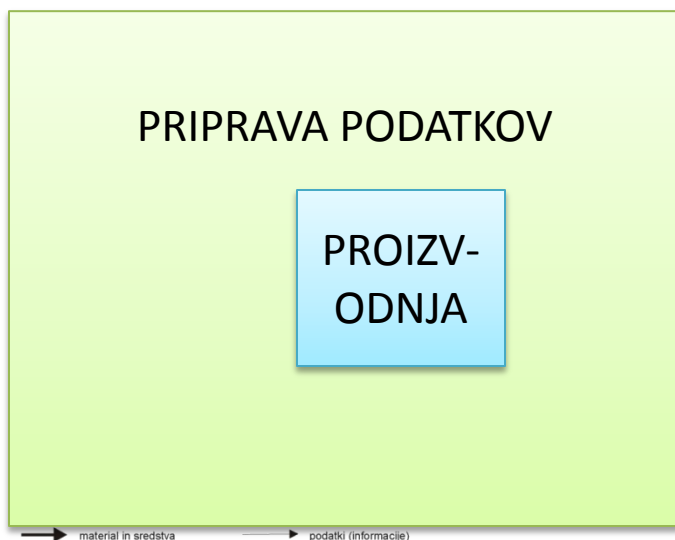 PRIPRAVA PODATKOV
PROIZV-
ODNJA
material in sredstva
podatki (informacije)